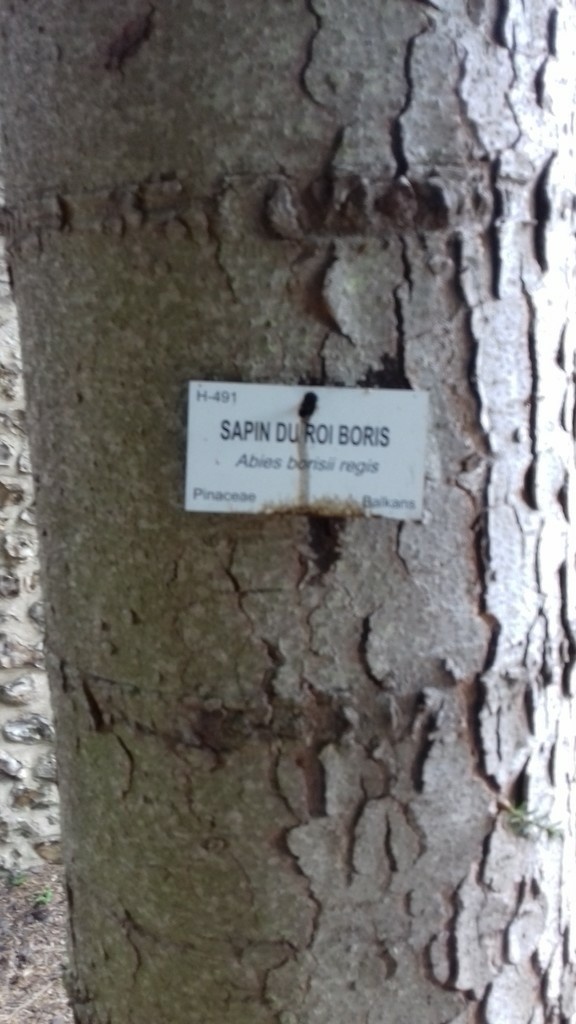 H-491
SAPIN DU ROI BORIS
Abies borisii regis
Pinaceae Balkans